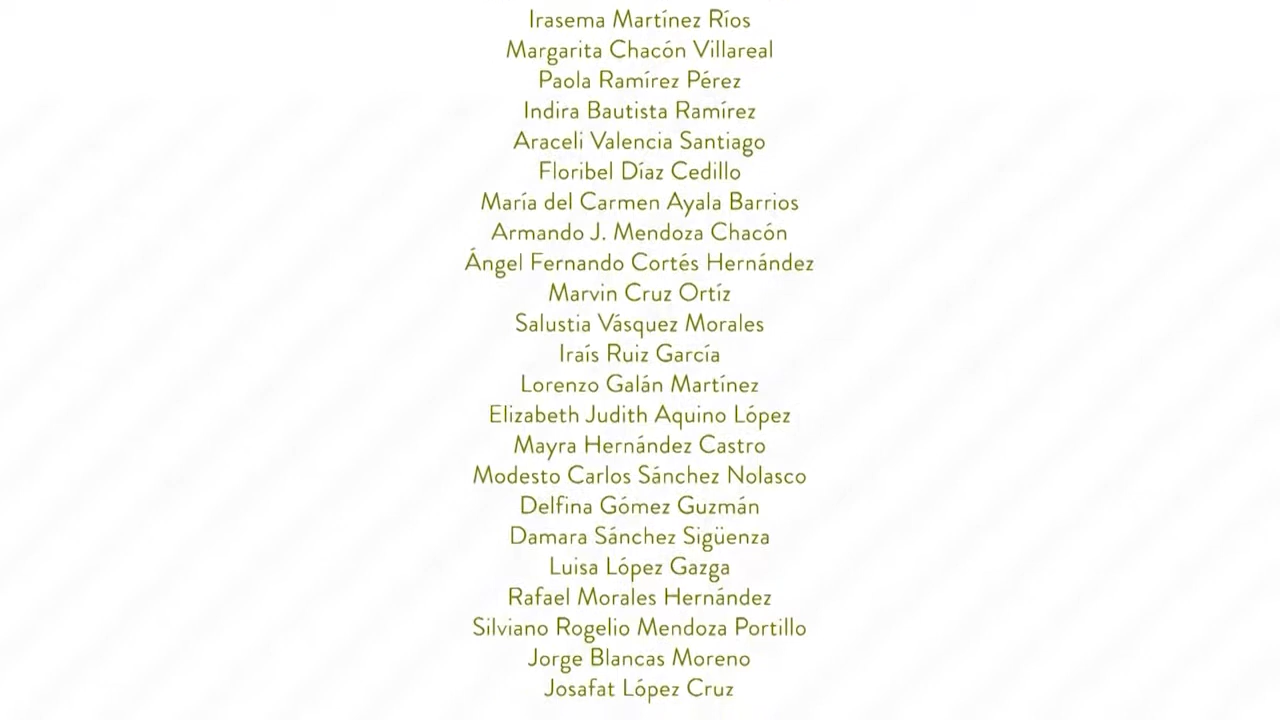 Irasema Martínez Ríos
Margarita Chacón Villareal
Paola Ramírez Pérez
Indira Bautista Ramírez
Araceli Valencia Santiago
Floribel Díaz Cedillo
María del Carmen Ayala Barrios
Armando J. Mendoza Chacón
Ángel Fernando Cortés Hernández
Marvin Cruz Ortíz
Salustia Vásquez Morales
Iraís Ruiz García
Lorenzo Galán Martínez
Elizabeth Judith Aquino López
Mayra Hernández Castro
Modesto Carlos Sánchez Nolasco
Delfina Gómez Guzmán
Damara Sánchez Sigüenza
Luisa López Gazga
Rafael Morales Hernández
Silviano Rogelio Mendoza Portillo
Jorge Blancas Moreno
Josafat López Cruz